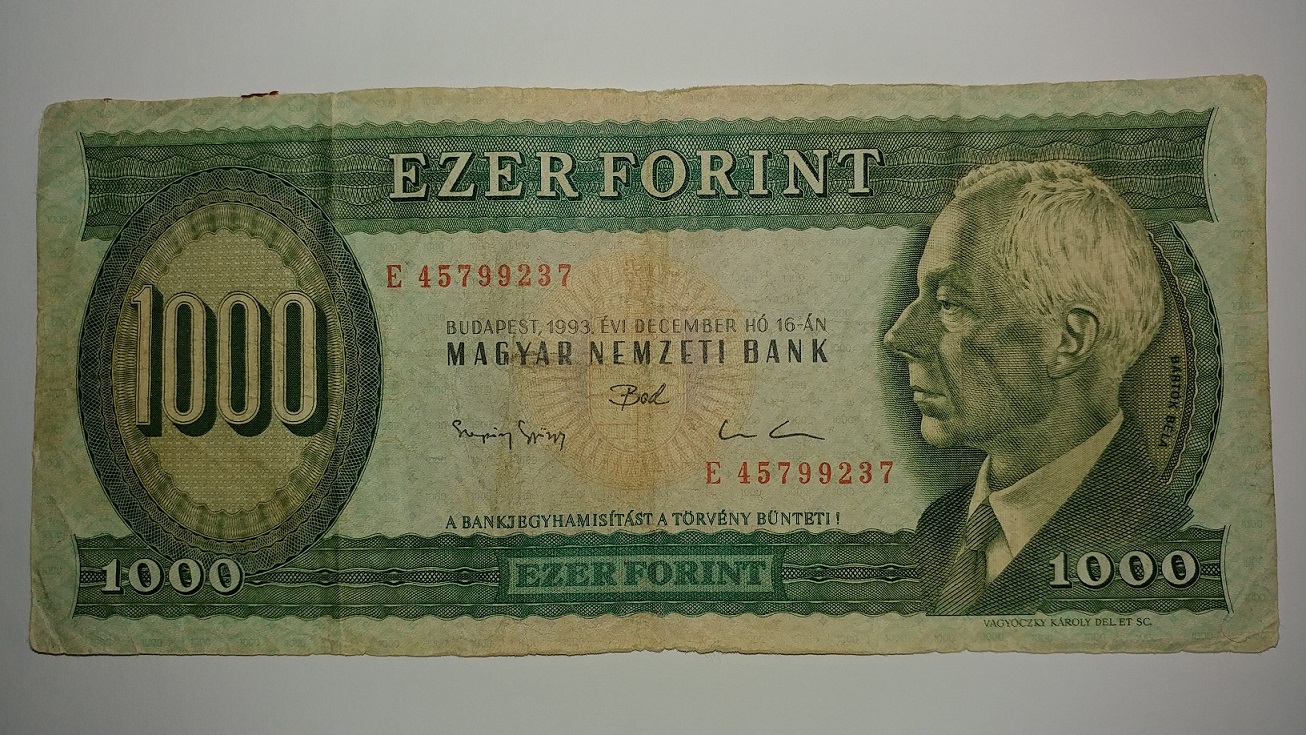 EZER FORINT
1000
E 45799237
BUDAPEST, 1993. ÉVI DECEMBER HÓ 16-ÁN
MAGYAR NEMZETI BANK
Bod
BARTÓK BÉLA
E 45799237
A BANKJEGYHAMISÍTÁST A TÖRVÉNY BÜNTETI !
1000
EZER FORINT
1000
VAGYÓCZKY KÁROLY DEL. ET SC.